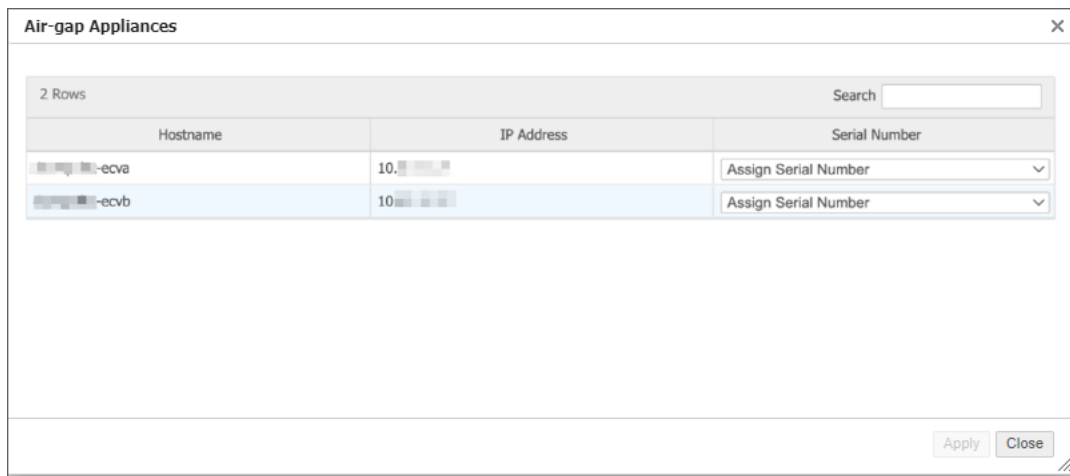 Air-gap Appliances
2 Rows Search
Hostname IP Address Serial Number
-ecva 10. Assign Serial Number
-ecvb 10 Assign Serial Number
Apply Close